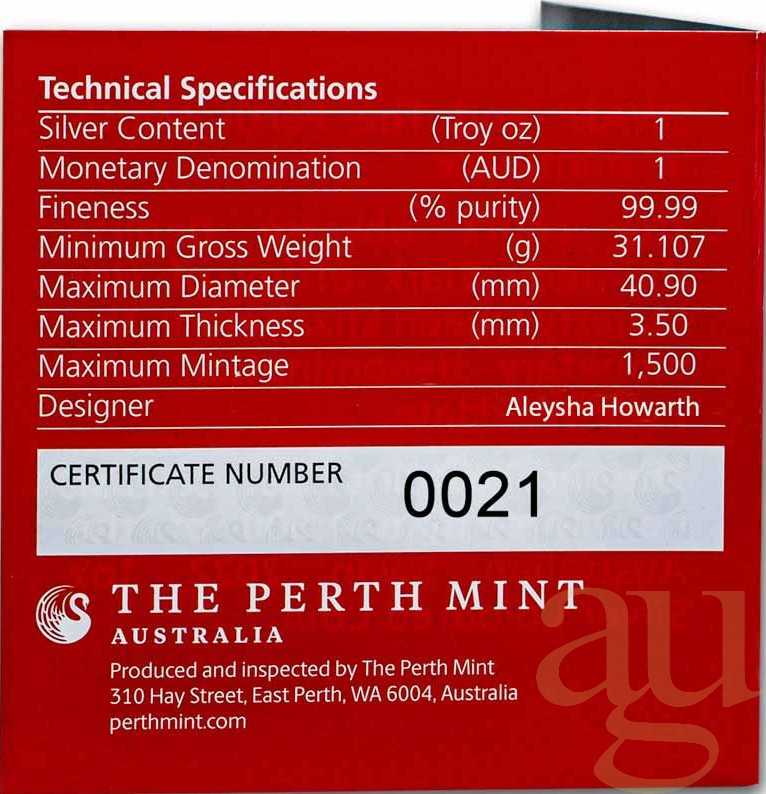 Technical Specifications
Silver Content (Troy oz) 1
Monetary Denomination (AUD) 1
Fineness (% purity) 99.99
Minimum Gross Weight (g) 31.107
Maximum Diameter (mm) 40.90
Maximum Thickness (mm) 3.50
Maximum Mintage 1,500
Designer Aleysha Howarth
CERTIFICATE NUMBER 0021
THE PERTH MINT
AUSTRALIA
Produced and inspected by The Perth Mint
310 Hay Street, East Perth, WA 6004, Australia
perthmint.com
au
g